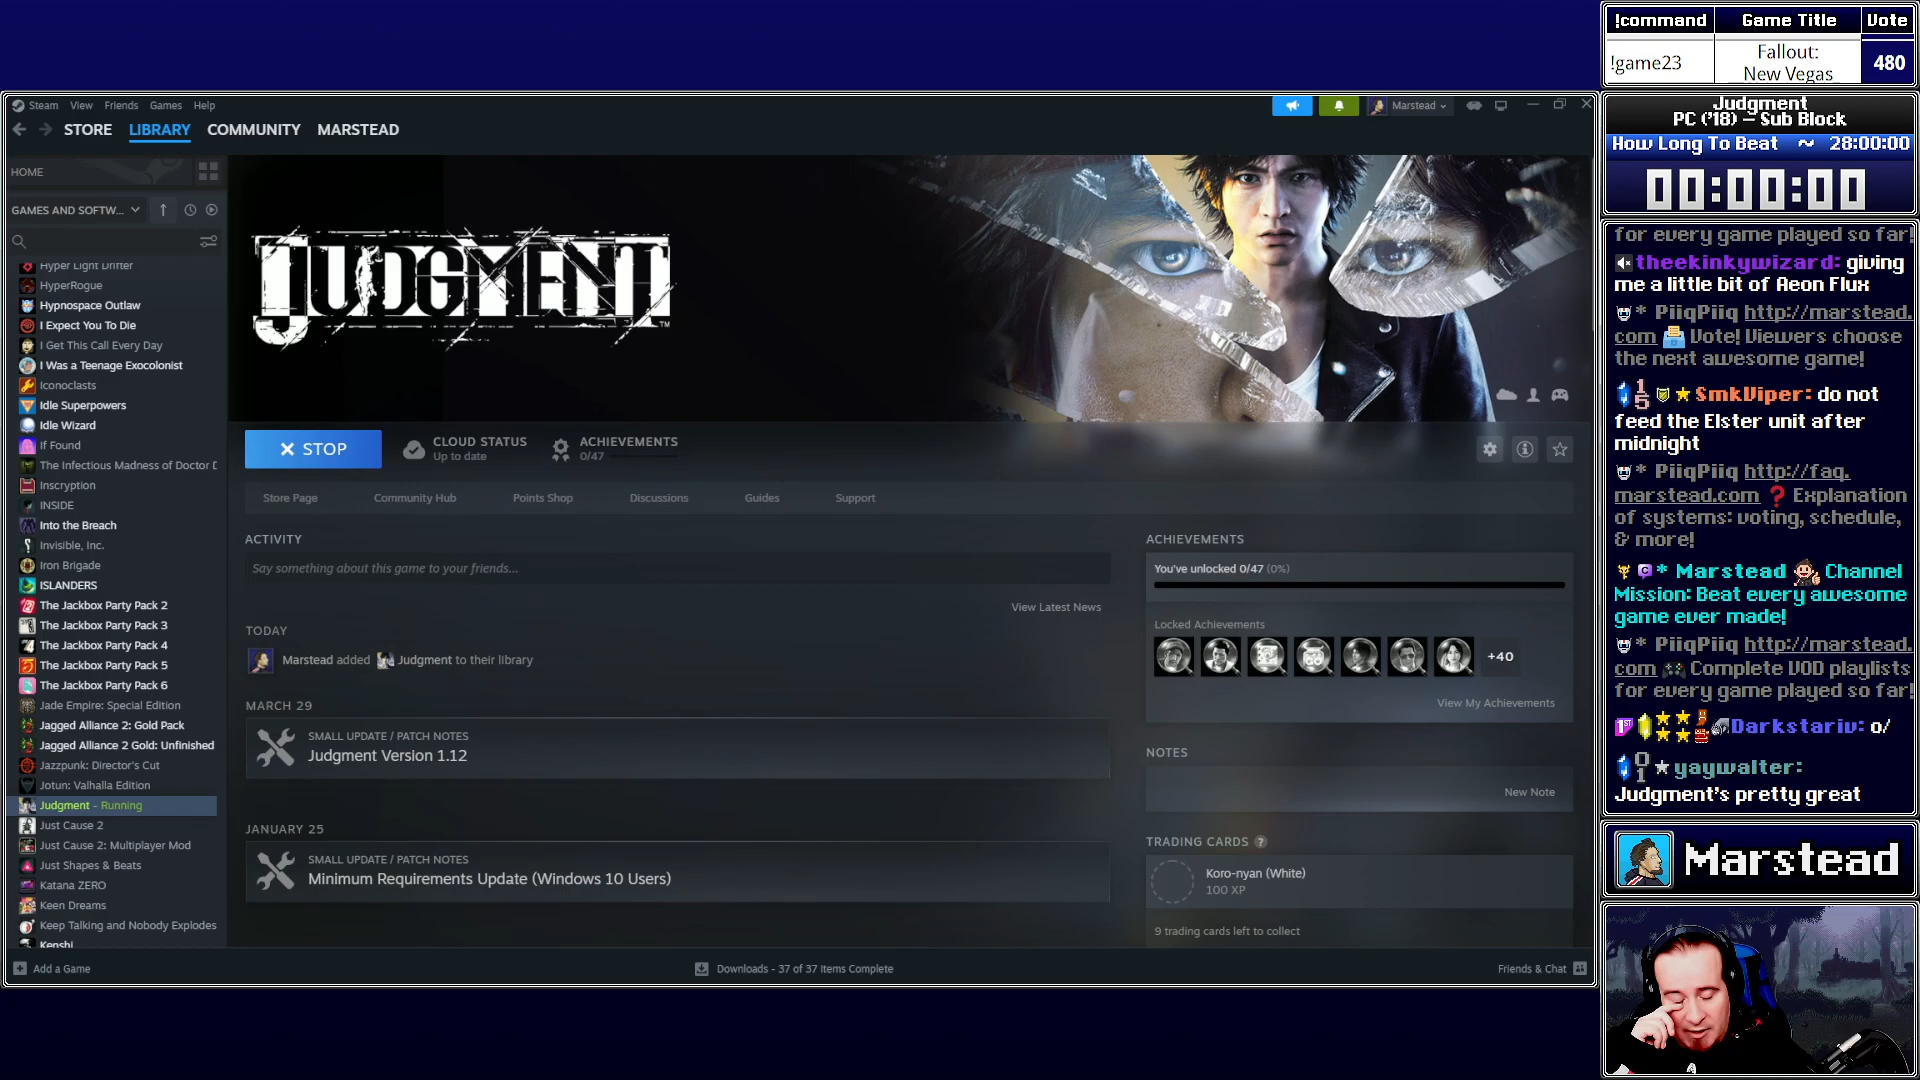 !command Game Title Vote
!game23 Fallout: New Vegas 480
Steam View Friends Games Help
Marstead
STORE LIBRARY COMMUNITY MARSTEAD
HOME
GAMES AND SOFTW...
Hyper Light Drifter
HyperRogue
Hypnospace Outlaw
I Expect You To Die
I Get This Call Every Day
I Was a Teenage Exocolonist
Iconoclasts
Idle Superpowers
Idle Wizard
If Found
The Infectious Madness of Doctor D
Inscryption
INSIDE
Into the Breach
Invisible, Inc.
Iron Brigade
ISLANDERS
The Jackbox Party Pack 2
The Jackbox Party Pack 3
The Jackbox Party Pack 4
The Jackbox Party Pack 5
The Jackbox Party Pack 6
Jade Empire: Special Edition
Jagged Alliance 2: Gold Pack
Jagged Alliance 2 Gold: Unfinished
Jazzpunk: Director's Cut
Jotun: Valhalla Edition
Judgment - Running
Just Cause 2
Just Cause 2: Multiplayer Mod
Just Shapes & Beats
Katana ZERO
Keen Dreams
Keep Talking and Nobody Explodes
Kenshi
JUDGMENT™
STOP
CLOUD STATUS
Up to date
ACHIEVEMENTS
0/47
Store Page Community Hub Points Shop Discussions Guides Support
ACTIVITY
Say something about this game to your friends...
View Latest News
TODAY
Marstead added Judgment to their library
MARCH 29
SMALL UPDATE / PATCH NOTES
Judgment Version 1.12
JANUARY 25
SMALL UPDATE / PATCH NOTES
Minimum Requirements Update (Windows 10 Users)
ACHIEVEMENTS
You've unlocked 0/47 (0%)
Locked Achievements
+40
View My Achievements
NOTES
New Note
TRADING CARDS ?
Koro-nyan (White)
100 XP
9 trading cards left to collect
Add a Game
Downloads - 37 of 37 Items Complete
Friends & Chat
Judgment
PC ('18) – Sub Block
How Long To Beat ~ 28:00:00
00:00:00
for every game played so far!
theekinkywizard: giving
me a little bit of Aeon Flux
* PiiqPiiq http://marstead.
com Vote! Viewers choose
the next awesome game!
15 SmkViper: do not
feed the Elster unit after
midnight
* PiiqPiiq http://faq.
marstead.com ? Explanation
of systems: voting, schedule,
& more!
* Marstead Channel
Mission: Beat every awesome
game ever made!
* PiiqPiiq http://marstead.
com Complete VOD playlists
for every game played so far!
1ST Darkstariv: o/
01 yaywalter:
Judgment's pretty great
Marstead